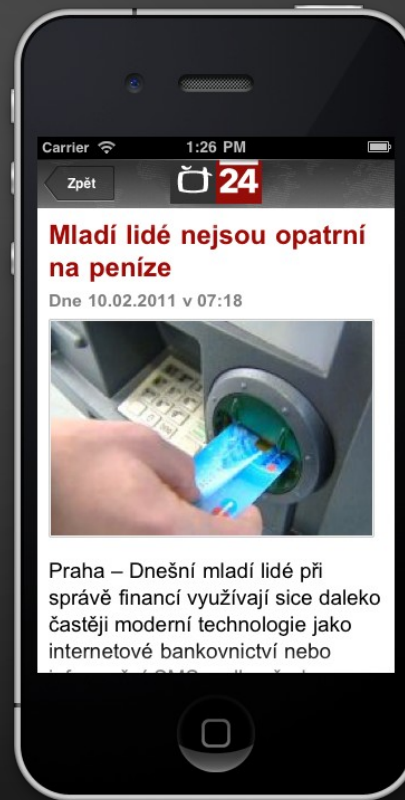 Carrier 1:26 PM
Zpět ČT 24
Mladí lidé nejsou opatrní
na peníze
Dne 10.02.2011 v 07:18
Praha – Dnešní mladí lidé při
správě financí využívají sice daleko
častěji moderní technologie jako
internetové bankovnictví nebo